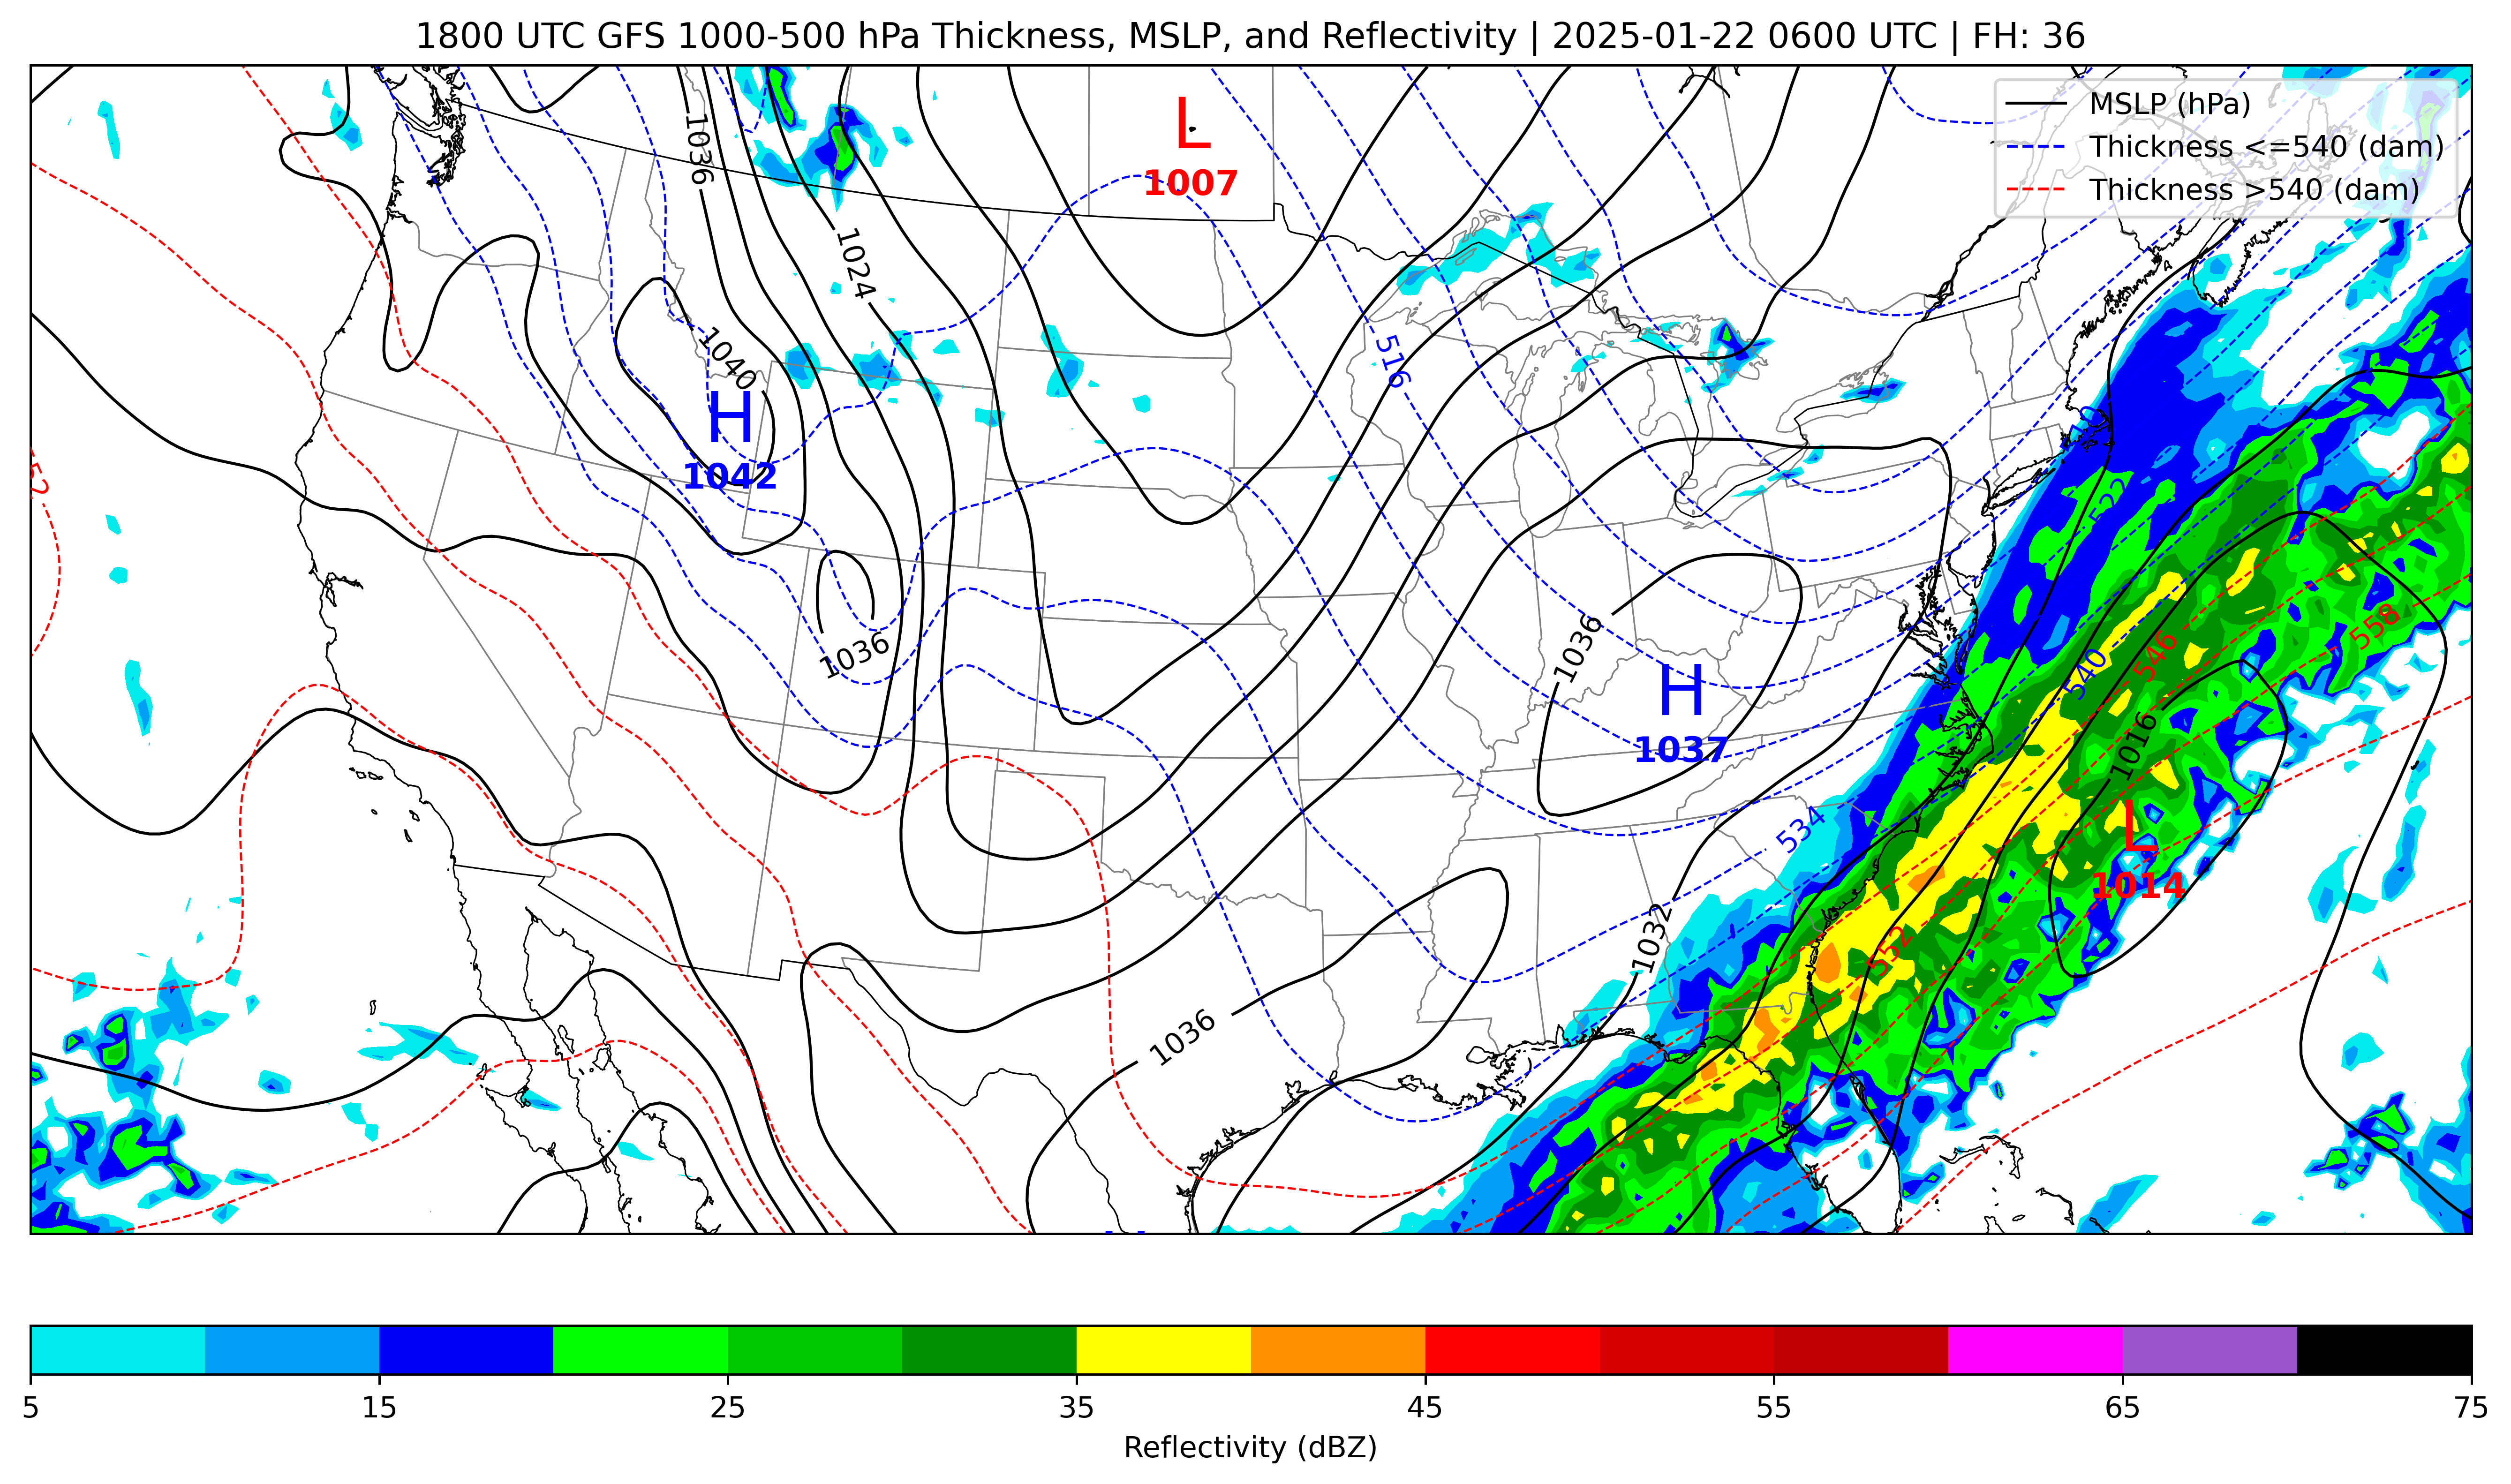 1800 UTC GFS 1000-500 hPa Thickness, MSLP, and Reflectivity | 2025-01-22 0600 UTC | FH: 36
MSLP (hPa)
Thickness <=540 (dam)
Thickness >540 (dam)
L
1007
1036
1024
1040
516
H
1042
522
1036
1036
H
1037
540
546
558
1016
L
1014
534
552
1032
1036
5 15 25 35 45 55 65 75
Reflectivity (dBZ)